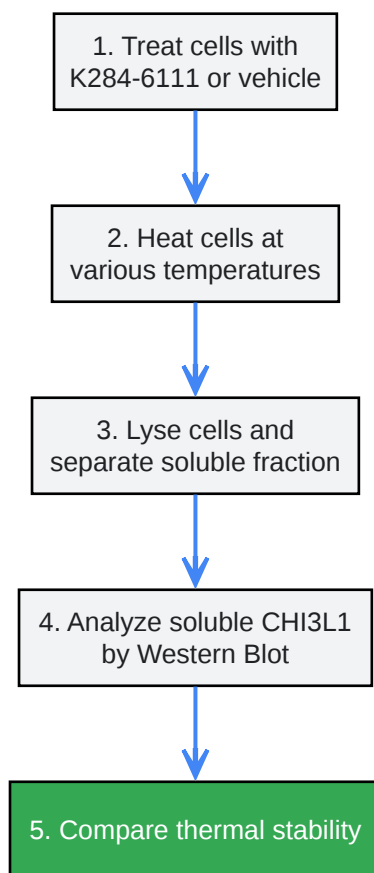 1. Treat cells with
K284-6111 or vehicle
2. Heat cells at
various temperatures
3. Lyse cells and
separate soluble fraction
4. Analyze soluble CHI3L1
by Western Blot
5. Compare thermal stability